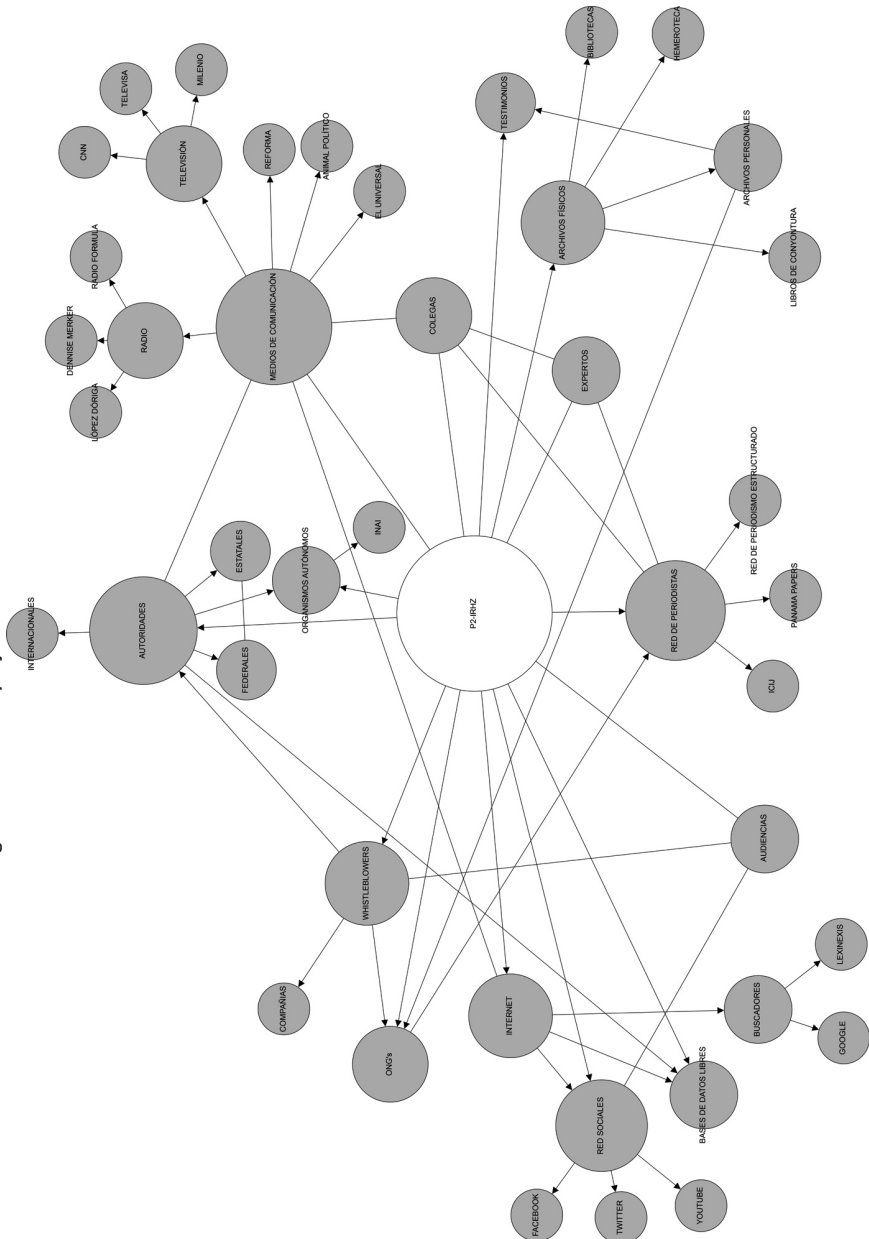 INTERNACIONALES
DENNISE MERKER
CNN
LÓPEZ DÓRIGA
RADIO FORMULA
TELEVISA
AUTORIDADES
RADIO
TELEVISIÓN
MILENIO
FEDERALES
ESTATALES
MEDIOS DE COMUNICACIÓN
REFORMA
COMPAÑIAS
ORGANISMOS AUTÓNOMOS
ANIMAL POLÍTICO
WHISTLEBLOWERS
INAI
EL UNIVERSAL
ONG's
COLEGAS
P2-IRHZ
TESTIMONIOS
INTERNET
FACEBOOK
ARCHIVOS FÍSICOS
EXPERTOS
BIBLIOTECAS
RED SOCIALES
TWITTER
RED DE PERIODISTAS
HEMEROTECA
YOUTUBE
BASES DE DATOS LIBRES
ARCHIVOS PERSONALES
BUSCADORES
AUDIENCIAS
ICIJ
RED DE PERIODISMO ESTRUCTURADO
PANAMA PAPERS
LIBROS DE CONYONTURA
GOOGLE
LEXINEXIS